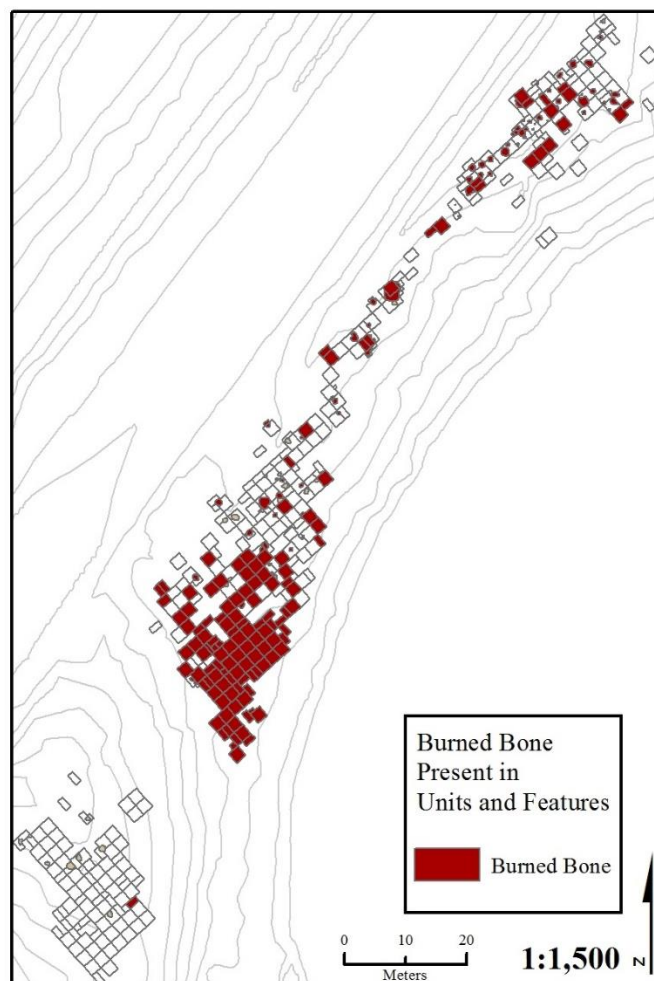 Burned Bone
Present in
Units and Features
Burned Bone
0 10 20
Meters
1:1,500
N